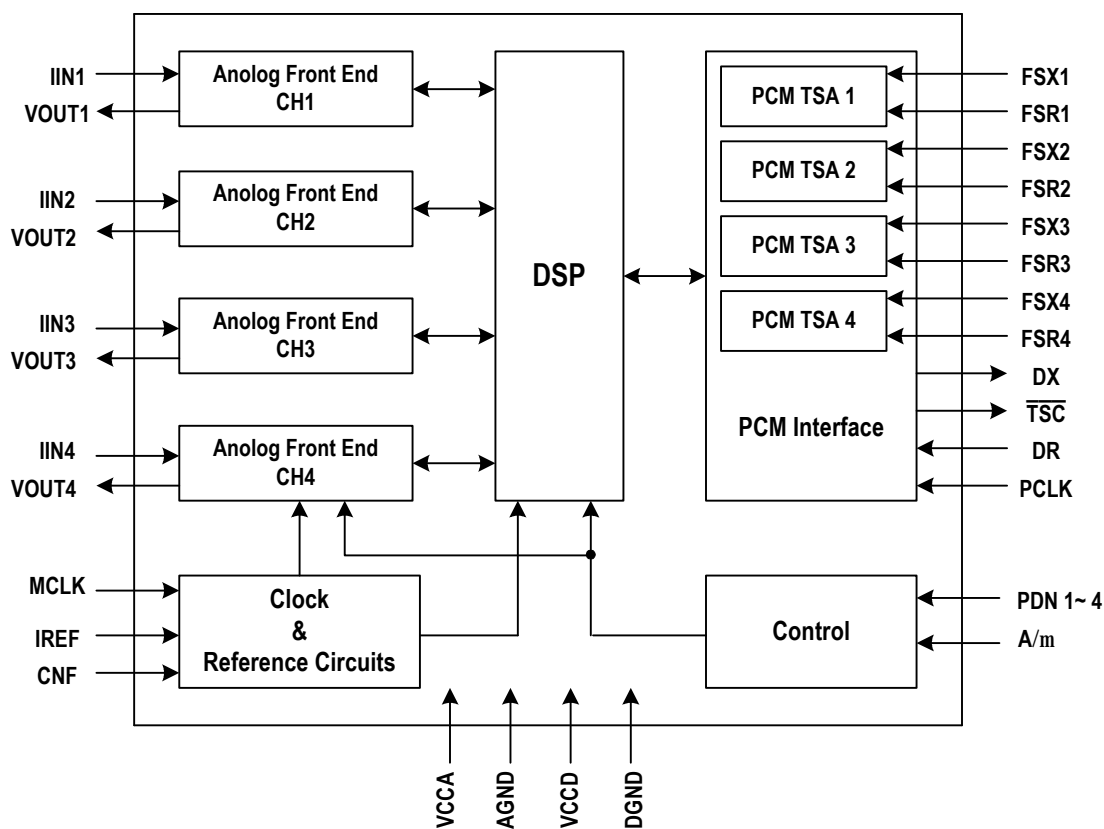 IIN1
VOUT1
Anolog Front End
CH1
IIN2
VOUT2
Anolog Front End
CH2
IIN3
VOUT3
Anolog Front End
CH3
IIN4
VOUT4
Anolog Front End
CH4
DSP
PCM TSA 1
PCM TSA 2
PCM TSA 3
PCM TSA 4
PCM Interface
FSX1
FSR1
FSX2
FSR2
FSX3
FSR3
FSX4
FSR4
DX
T̅S̅C̅
DR
PCLK
MCLK
IREF
CNF
Clock
&
Reference Circuits
Control
PDN 1~ 4
A/m
VCCA
AGND
VCCD
DGND